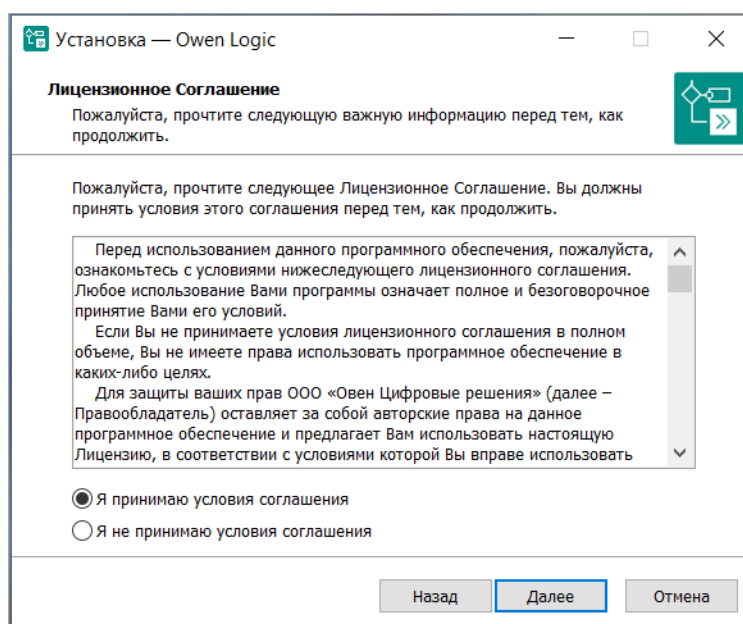 Установка — Owen Logic
Лицензионное Соглашение
Пожалуйста, прочтите следующую важную информацию перед тем, как
продолжить.
Пожалуйста, прочтите следующее Лицензионное Соглашение. Вы должны
принять условия этого соглашения перед тем, как продолжить.
Перед использованием данного программного обеспечения, пожалуйста,
ознакомьтесь с условиями нижеследующего лицензионного соглашения.
Любое использование Вами программы означает полное и безоговорочное
принятие Вами его условий.
Если Вы не принимаете условия лицензионного соглашения в полном
объеме, Вы не имеете права использовать программное обеспечение в
каких-либо целях.
Для защиты ваших прав ООО «Овен Цифровые решения» (далее –
Правообладатель) оставляет за собой авторские права на данное
программное обеспечение и предлагает Вам использовать настоящую
Лицензию, в соответствии с условиями которой Вы вправе использовать
Я принимаю условия соглашения
Я не принимаю условия соглашения
Назад Далее Отмена